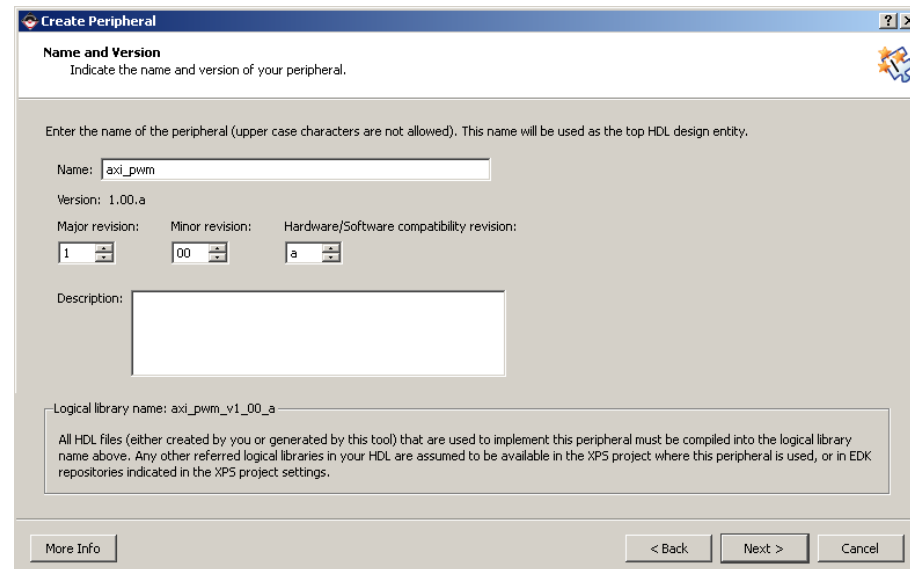 Create Peripheral
Name and Version
Indicate the name and version of your peripheral.
Enter the name of the peripheral (upper case characters are not allowed). This name will be used as the top HDL design entity.
Name: axi_pwm
Version: 1.00.a
Major revision: Minor revision: Hardware/Software compatibility revision:
1 00 a
Description:
Logical library name: axi_pwm_v1_00_a
All HDL files (either created by you or generated by this tool) that are used to implement this peripheral must be compiled into the logical library
name above. Any other referred logical libraries in your HDL are assumed to be available in the XPS project where this peripheral is used, or in EDK
repositories indicated in the XPS project settings.
More Info < Back Next > Cancel